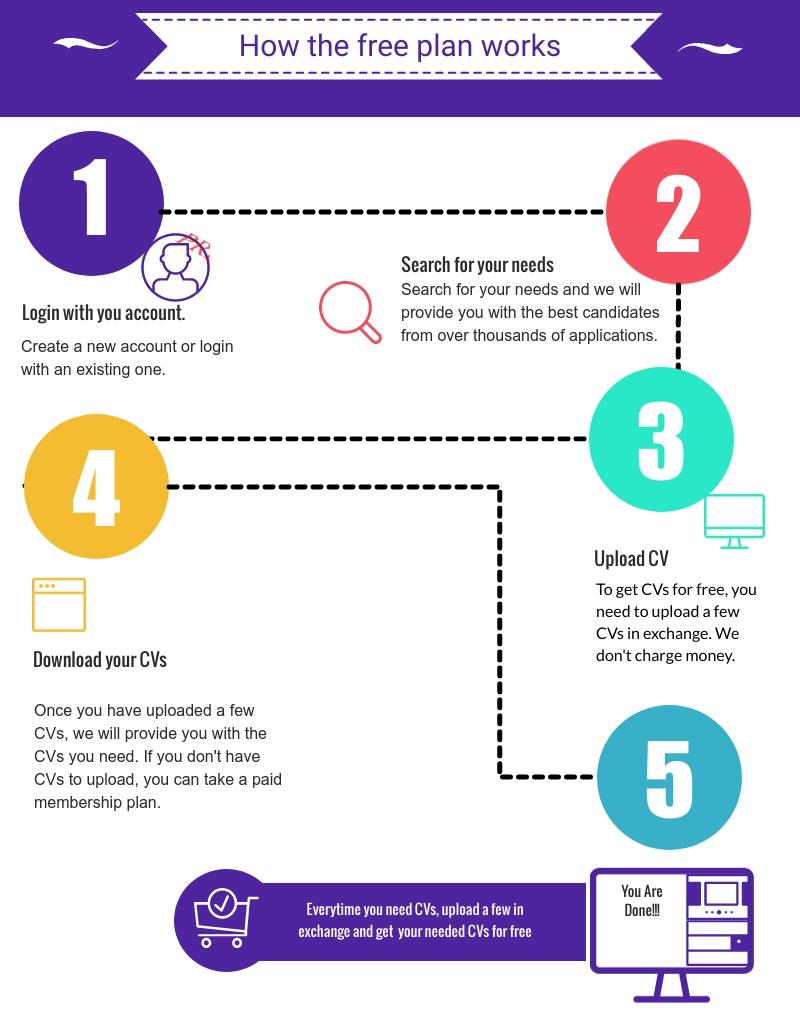 How the free plan works
1
2
Login with you account.
Create a new account or login
with an existing one.
Search for your needs
Search for your needs and we will
provide you with the best candidates
from over thousands of applications.
3
Upload CV
To get CVs for free, you
need to upload a few
CVs in exchange. We
don't charge money.
4
Download your CVs
Once you have uploaded a few
CVs, we will provide you with the
CVs you need. If you don't have
CVs to upload, you can take a paid
membership plan.
5
Everytime you need CVs, upload a few in
exchange and get your needed CVs for free
You Are
Done!!!